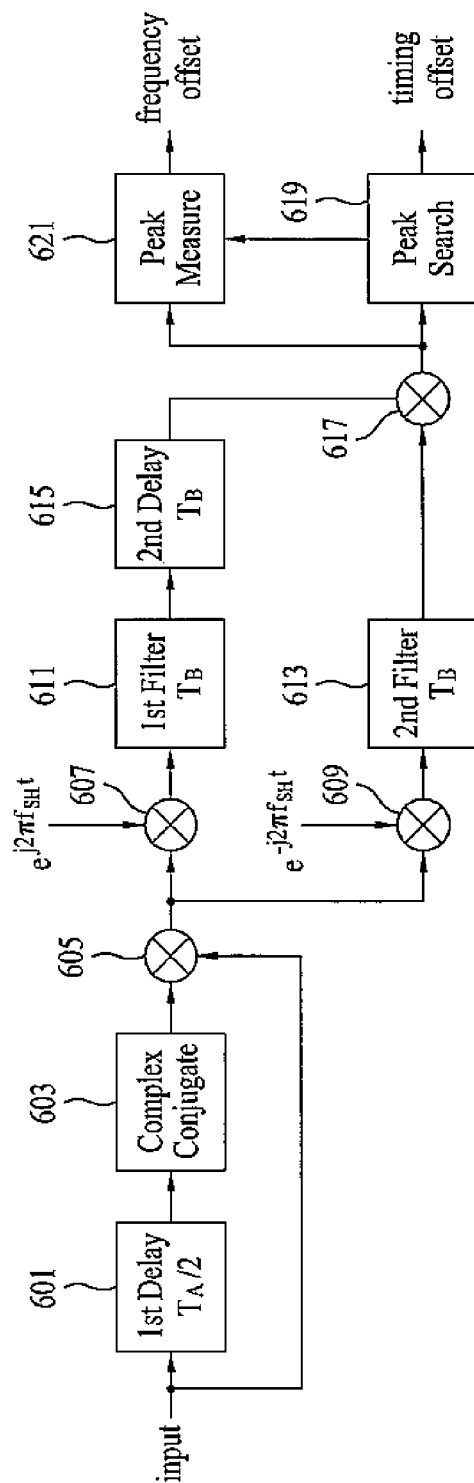 input
601
1st Delay
T_A/2
603
Complex
Conjugate
605
e^{j2πf_{SH}t}
607
e^{-j2πf_{SH}t}
609
611
1st Filter
T_B
613
2nd Filter
T_B
615
2nd Delay
T_B
617
621
Peak
Measure
619
Peak
Search
frequency
offset
timing
offset